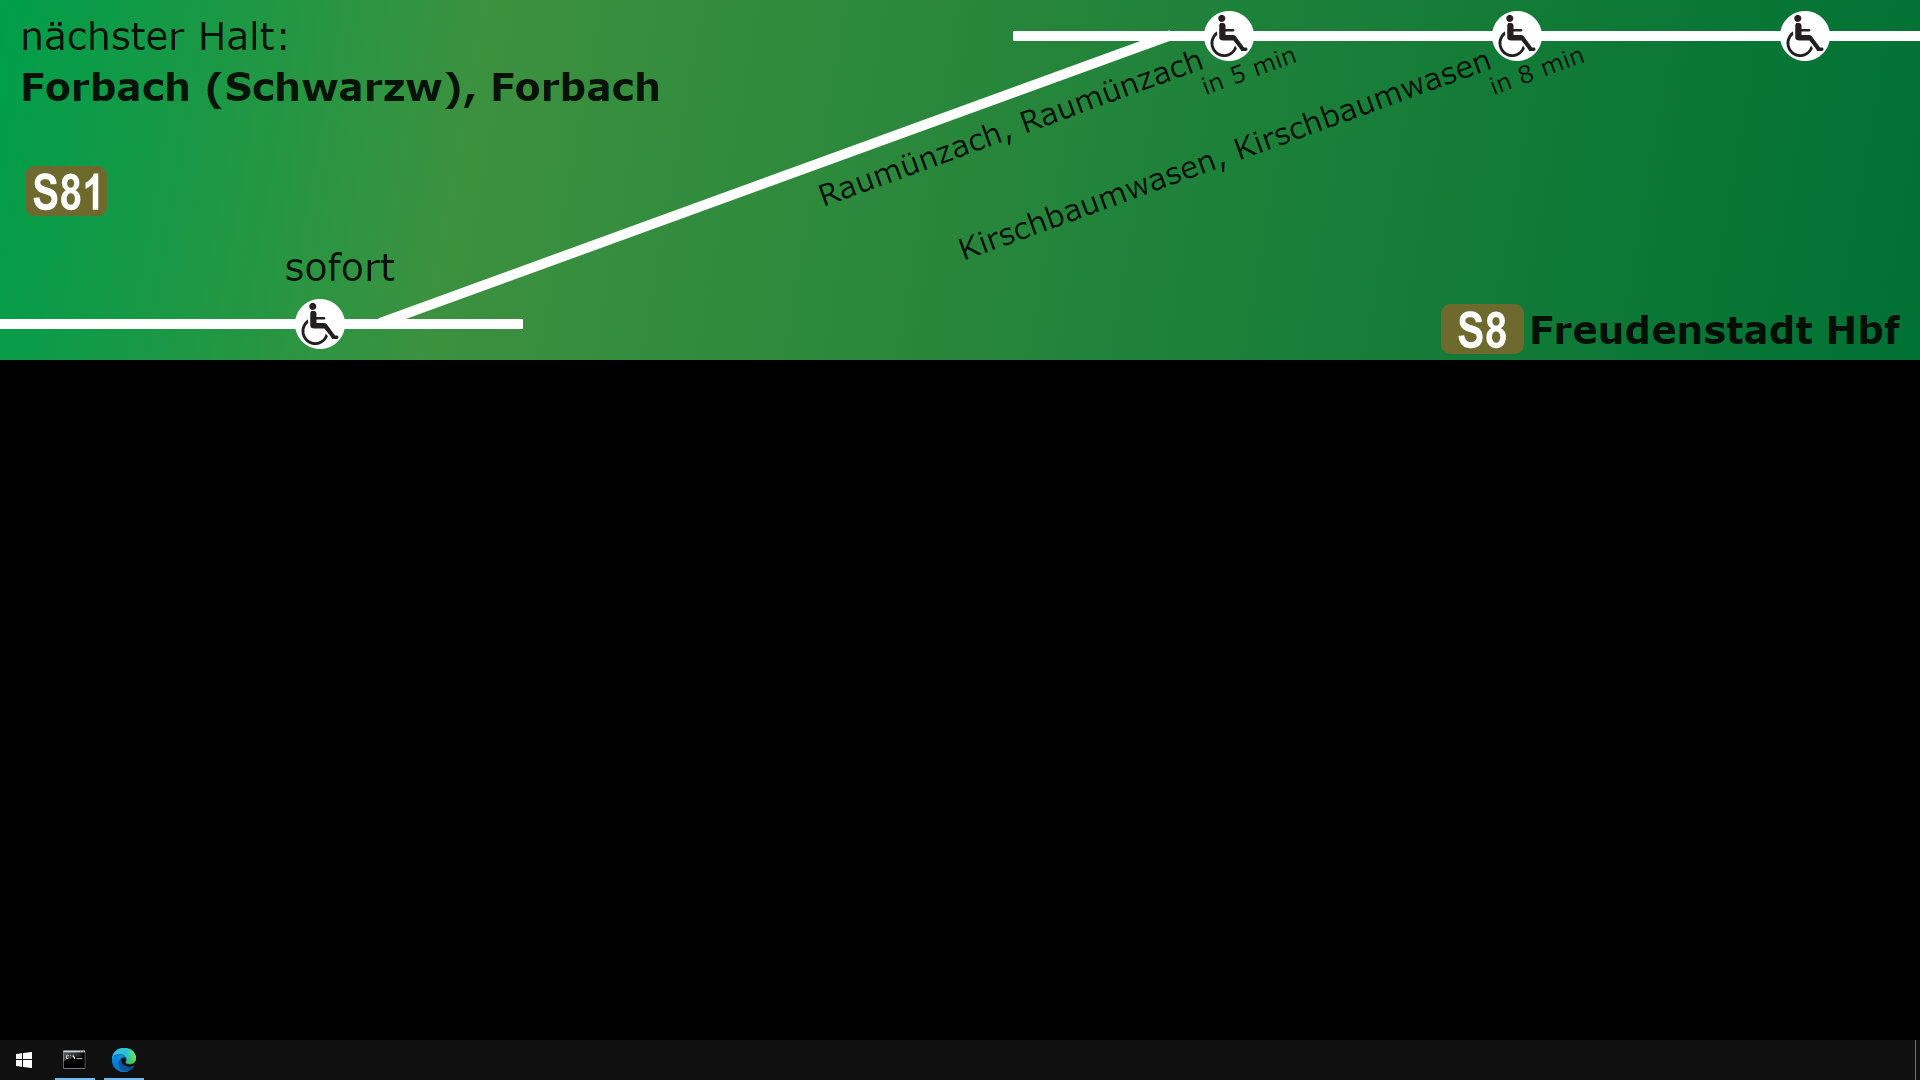 nächster Halt:
Forbach (Schwarzw), Forbach
S81
sofort
Raumünzach, Raumünzach
in 5 min
Kirschbaumwasen, Kirschbaumwasen
in 8 min
S8 Freudenstadt Hbf